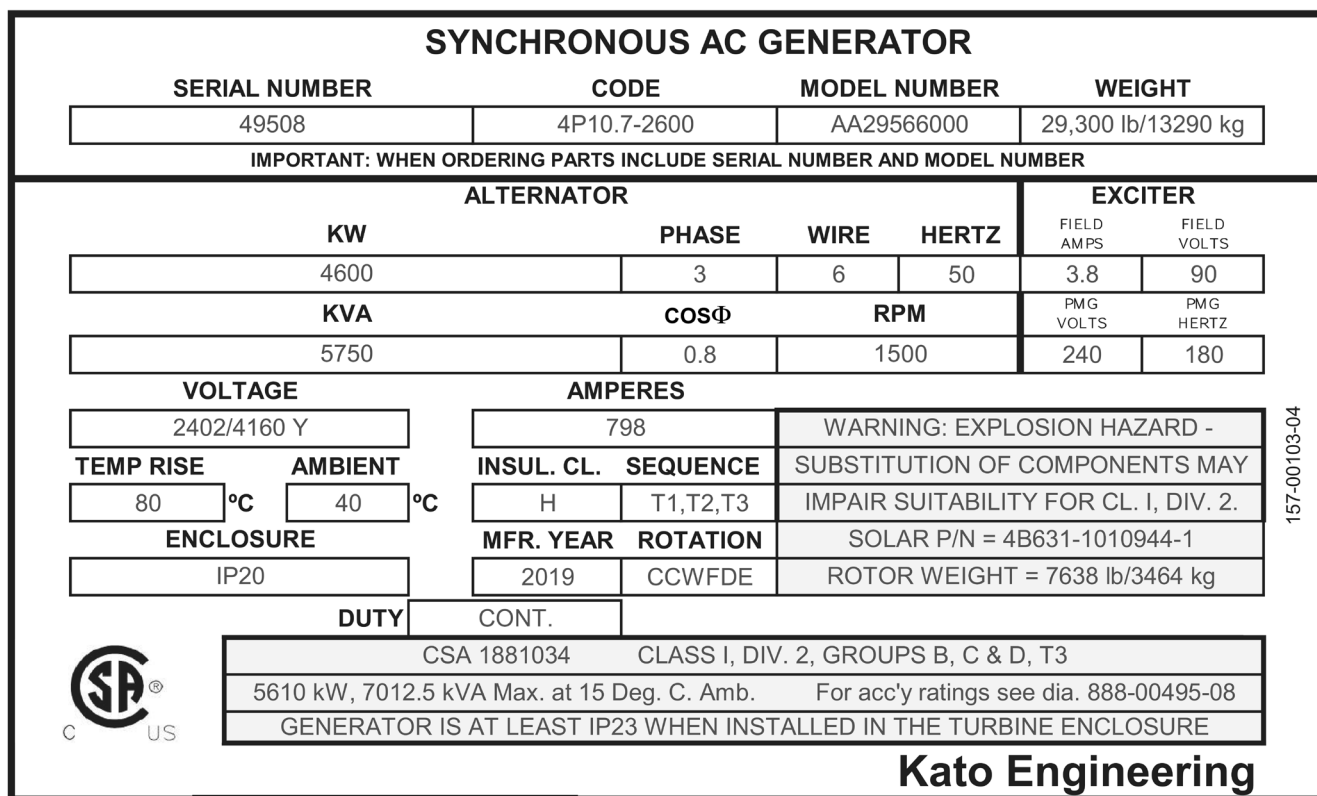 SYNCHRONOUS AC GENERATOR
SERIAL NUMBER CODE MODEL NUMBER WEIGHT
49508 4P10.7-2600 AA29566000 29,300 lb/13290 kg
IMPORTANT: WHEN ORDERING PARTS INCLUDE SERIAL NUMBER AND MODEL NUMBER
ALTERNATOR EXCITER
KW PHASE WIRE HERTZ FIELD AMPS FIELD VOLTS
4600 3 6 50 3.8 90
KVA COSΦ RPM PMG VOLTS PMG HERTZ
5750 0.8 1500 240 180
VOLTAGE AMPERES
2402/4160 Y 798 WARNING: EXPLOSION HAZARD -
TEMP RISE AMBIENT INSUL. CL. SEQUENCE SUBSTITUTION OF COMPONENTS MAY
80 ºC 40 ºC H T1,T2,T3 IMPAIR SUITABILITY FOR CL. I, DIV. 2.
ENCLOSURE MFR. YEAR ROTATION SOLAR P/N = 4B631-1010944-1
IP20 2019 CCWFDE ROTOR WEIGHT = 7638 lb/3464 kg
DUTY CONT.
157-00103-04
CSA 1881034 CLASS I, DIV. 2, GROUPS B, C & D, T3
5610 kW, 7012.5 kVA Max. at 15 Deg. C. Amb. For acc'y ratings see dia. 888-00495-08
GENERATOR IS AT LEAST IP23 WHEN INSTALLED IN THE TURBINE ENCLOSURE
CSA ®
C US
Kato Engineering